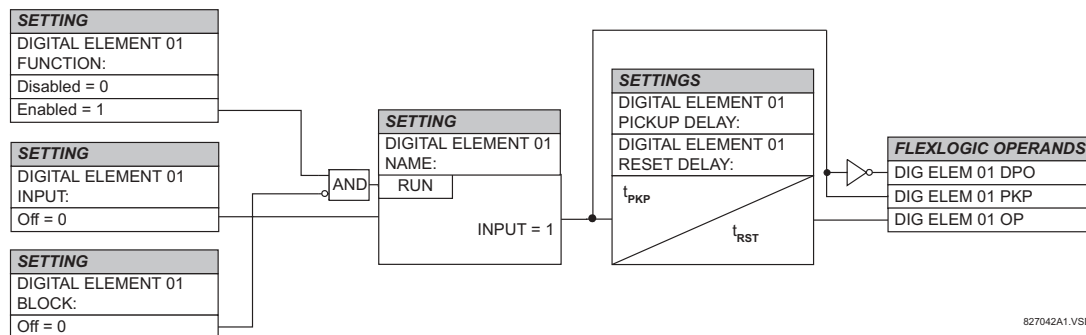 SETTING
DIGITAL ELEMENT 01
FUNCTION:
Disabled = 0
Enabled = 1
SETTING
DIGITAL ELEMENT 01
INPUT:
Off = 0
SETTING
DIGITAL ELEMENT 01
BLOCK:
Off = 0
AND
SETTING
DIGITAL ELEMENT 01
NAME:
RUN
INPUT = 1
SETTINGS
DIGITAL ELEMENT 01
PICKUP DELAY:
DIGITAL ELEMENT 01
RESET DELAY:
tPKP
tRST
FLEXLOGIC OPERANDS
DIG ELEM 01 DPO
DIG ELEM 01 PKP
DIG ELEM 01 OP